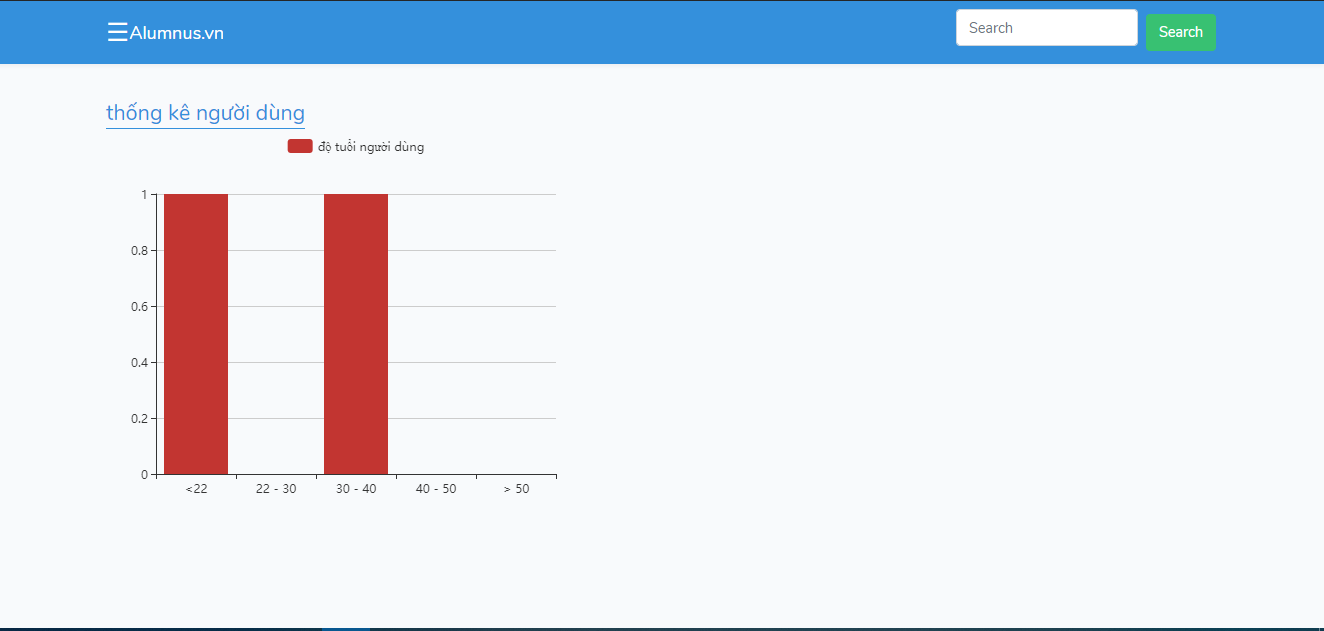 ☰Alumnus.vn
Search
Search
thống kê người dùng
độ tuổi người dùng
1
0.8
0.6
0.4
0.2
0
<22
22 - 30
30 - 40
40 - 50
> 50